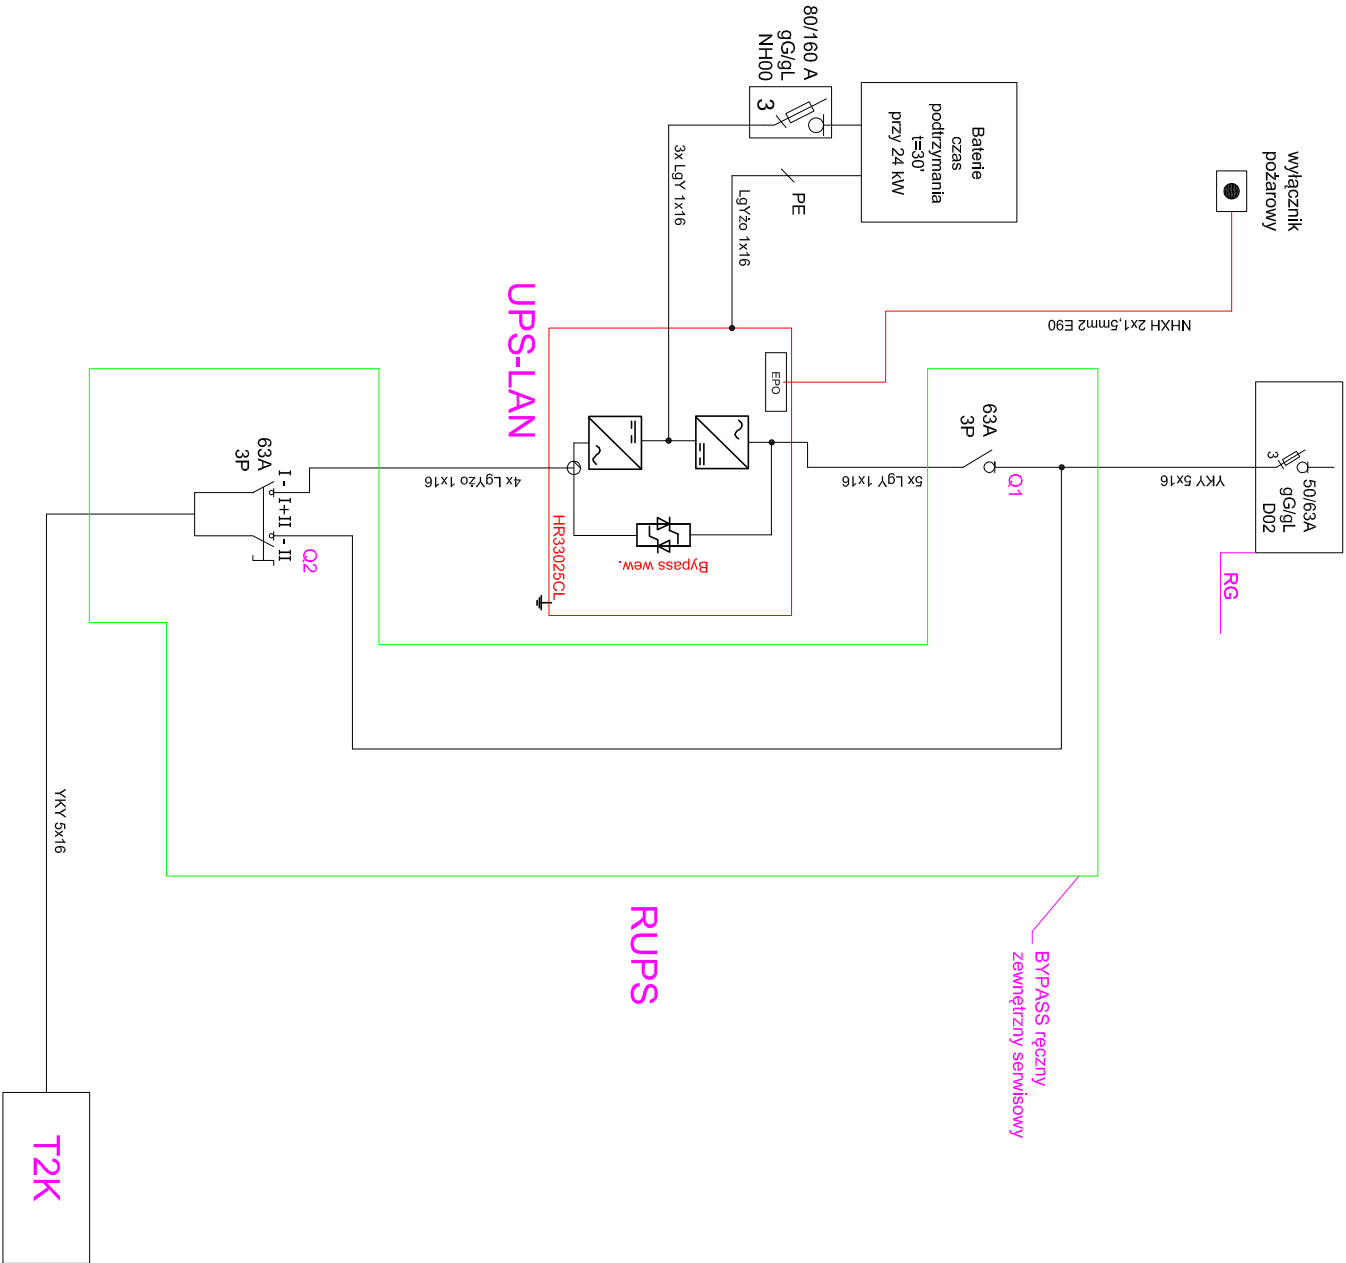 wyłącznik
pożarowy
Baterie
czas
podtrzymania
t=30'
przy 24 kW
80/160 A
gG/gL
NH00
3
PE
LgYżo 1x16
3x LgY 1x16
NHXH 2x1,5mm2 E90
50/63A
gG/gL
D02
3
RG
YKY 5x16
63A
3P
Q1
5x LgY 1x16
EPO
UPS-LAN
HR33025CL
Bypass wew.
4x LgYżo 1x16
63A
3P
I - I+II - II
Q2
YKY 5x16
RUPS
BYPASS ręczny
zewnętrzny serwisowy
T2K